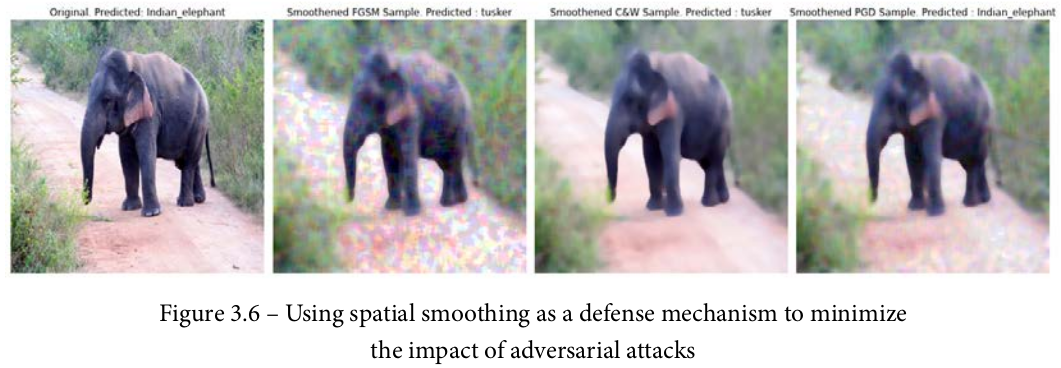 Original. Predicted: Indian_elephant
Smoothened FGSM Sample. Predicted : tusker
Smoothened C&W Sample. Predicted : tusker
Smoothened PGD Sample. Predicted : Indian_elephant
Figure 3.6 – Using spatial smoothing as a defense mechanism to minimize
the impact of adversarial attacks